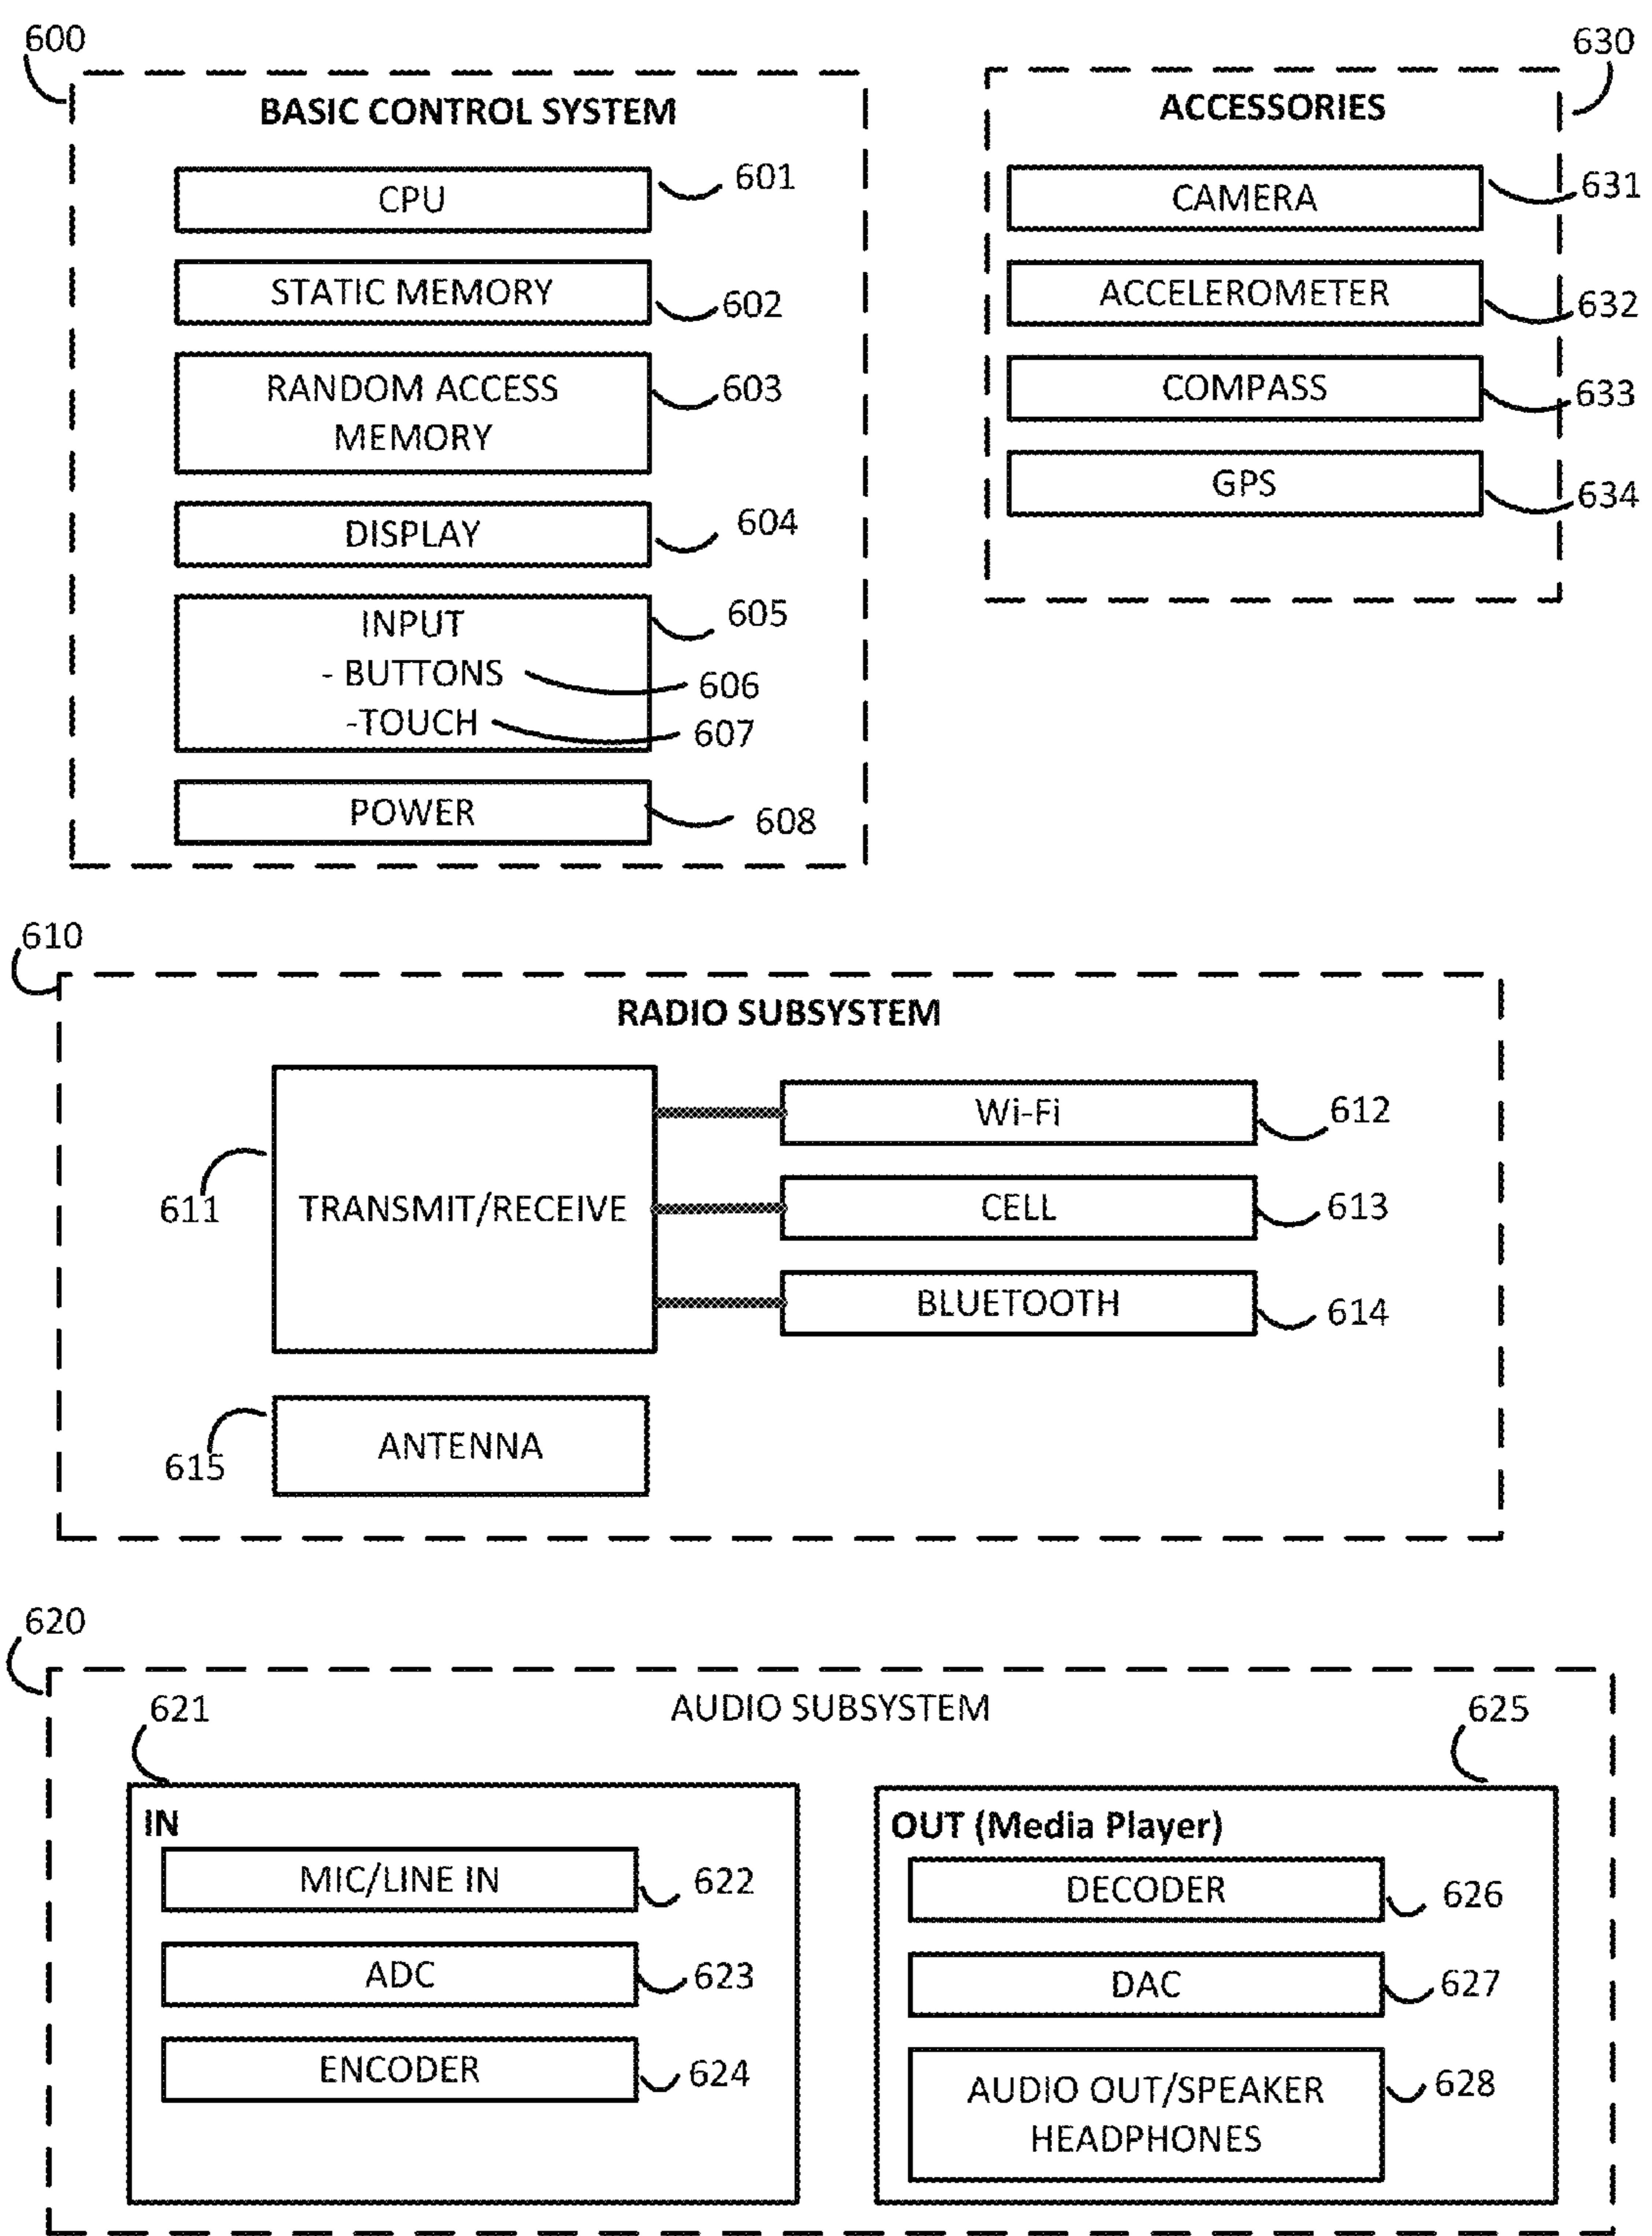 600
BASIC CONTROL SYSTEM
CPU
601
STATIC MEMORY
602
RANDOM ACCESS
MEMORY
603
DISPLAY
604
INPUT
605
- BUTTONS
606
-TOUCH
607
POWER
608
630
ACCESSORIES
CAMERA
631
ACCELEROMETER
632
COMPASS
633
GPS
634
610
RADIO SUBSYSTEM
611
TRANSMIT/RECEIVE
Wi-Fi
612
CELL
613
BLUETOOTH
614
615
ANTENNA
620
AUDIO SUBSYSTEM
621
IN
MIC/LINE IN
622
ADC
623
ENCODER
624
625
OUT (Media Player)
DECODER
626
DAC
627
AUDIO OUT/SPEAKER
HEADPHONES
628